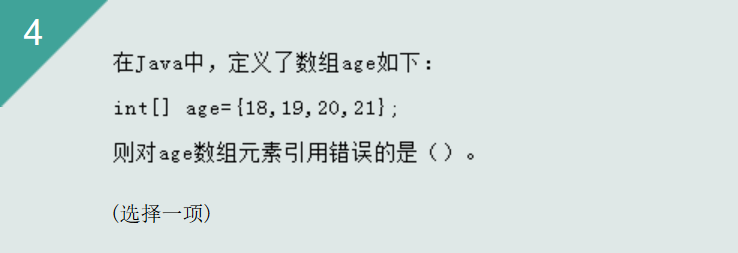 4
在Java中，定义了数组age如下：
int[] age={18,19,20,21};
则对age数组元素引用错误的是（）。
(选择一项)